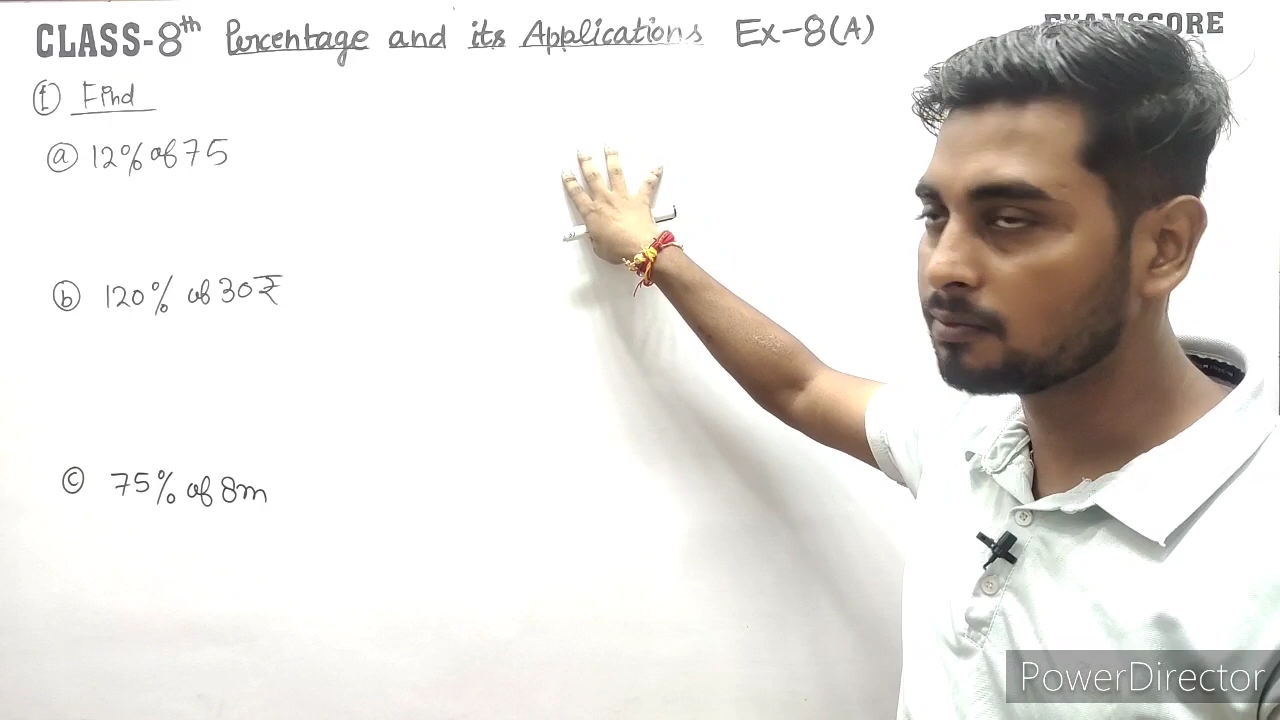 CLASS-8th Percentage and its Applications Ex-8(A)
EXAMSCORE
① Find
ⓐ 12% of 75
ⓑ 120% of 30₹
ⓒ 75% of 8m
PowerDirector